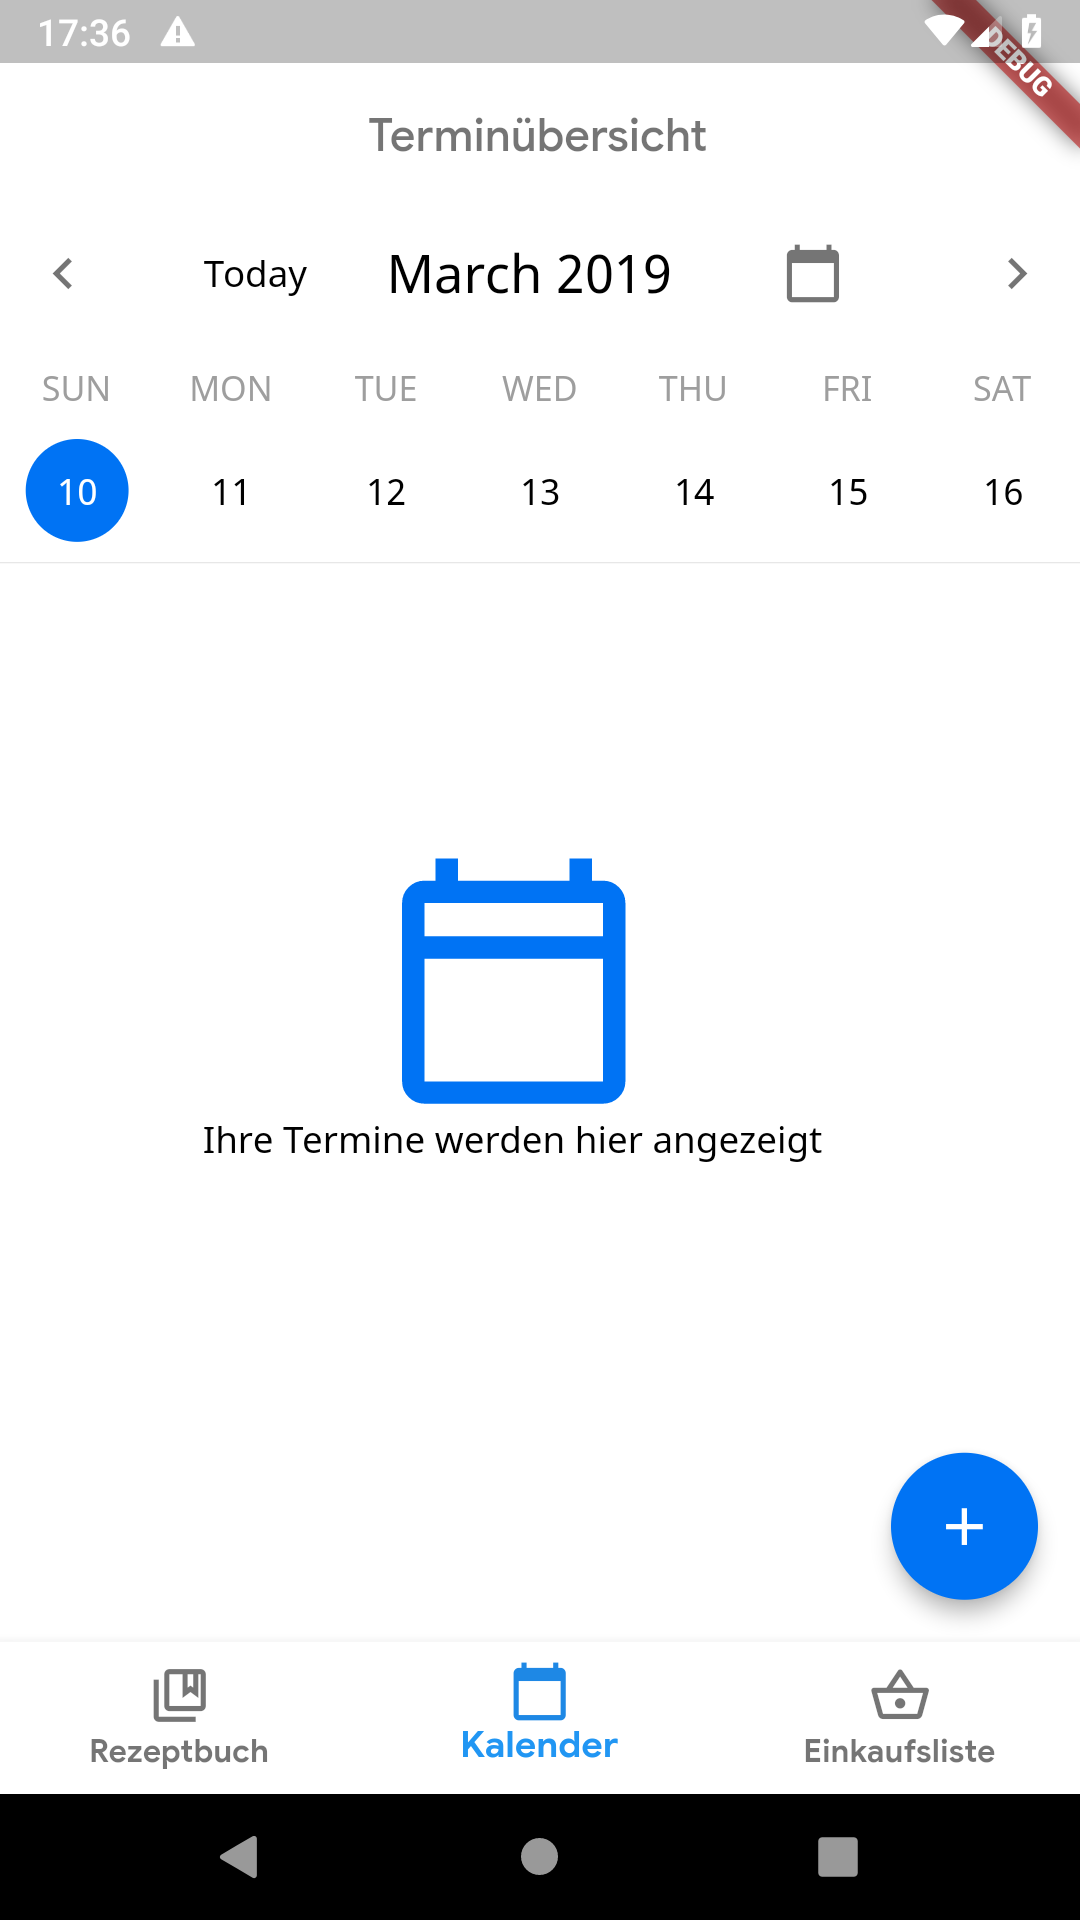 17:36
DEBUG
Terminübersicht
Today March 2019
SUN MON TUE WED THU FRI SAT
10 11 12 13 14 15 16
Ihre Termine werden hier angezeigt
Rezeptbuch Kalender Einkaufsliste